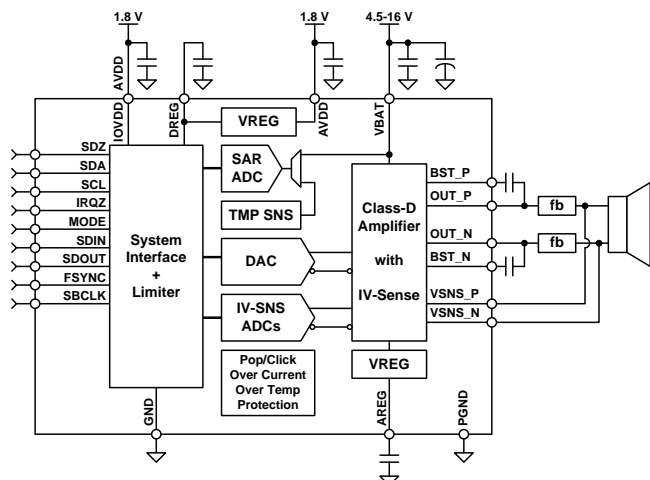 1.8 V
1.8 V
4.5-16 V
AVDD
IOVDD
DREG
AVDD
VBAT
VREG
SDZ
SDA
SCL
IRQZ
MODE
SDIN
SDOUT
FSYNC
SBCLK
System
Interface
+
Limiter
SAR
ADC
TMP SNS
DAC
IV-SNS
ADCs
Pop/Click
Over Current
Over Temp
Protection
Class-D
Amplifier
with
IV-Sense
VREG
BST_P
OUT_P
OUT_N
BST_N
VSNS_P
VSNS_N
fb
fb
GND
AREG
PGND